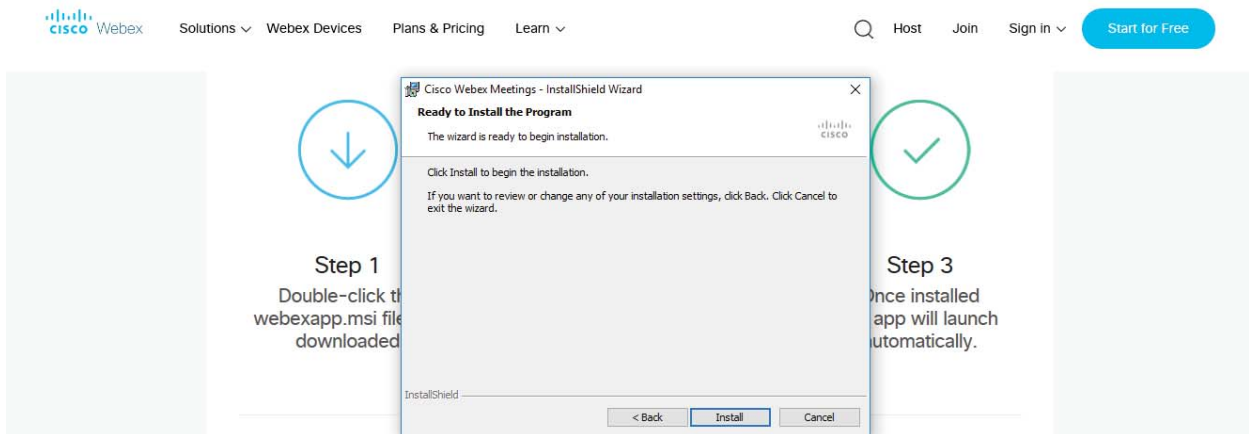 CISCO Webex
Solutions Webex Devices Plans & Pricing Learn Host Join Sign in Start for Free
Cisco Webex Meetings - InstallShield Wizard
Ready to Install the Program
The wizard is ready to begin installation.
CISCO
Click Install to begin the installation.
If you want to review or change any of your installation settings, click Back. Click Cancel to
exit the wizard.
InstallShield
< Back Install Cancel
Step 1
Double-click
webexapp.msi file
downloaded
Step 3
Once installed
app will launch
automatically.